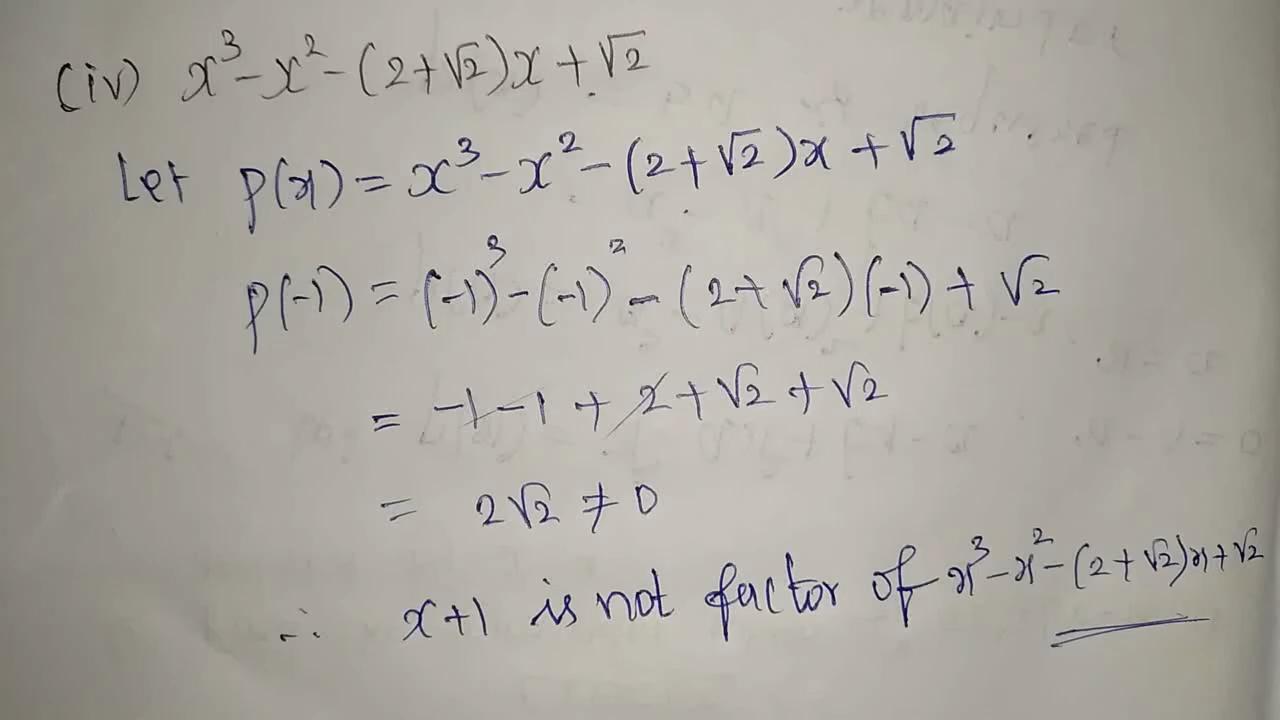 (iv) x³-x²-(2+√2)x+√2
Let p(x) = x³-x²-(2+√2)x+√2
p(-1) = (-1)³-(-1)²-(2+√2)(-1)+√2
= -1-1+2+√2+√2
= 2√2 ≠ 0
∴ x+1 is not factor of x³-x²-(2+√2)x+√2